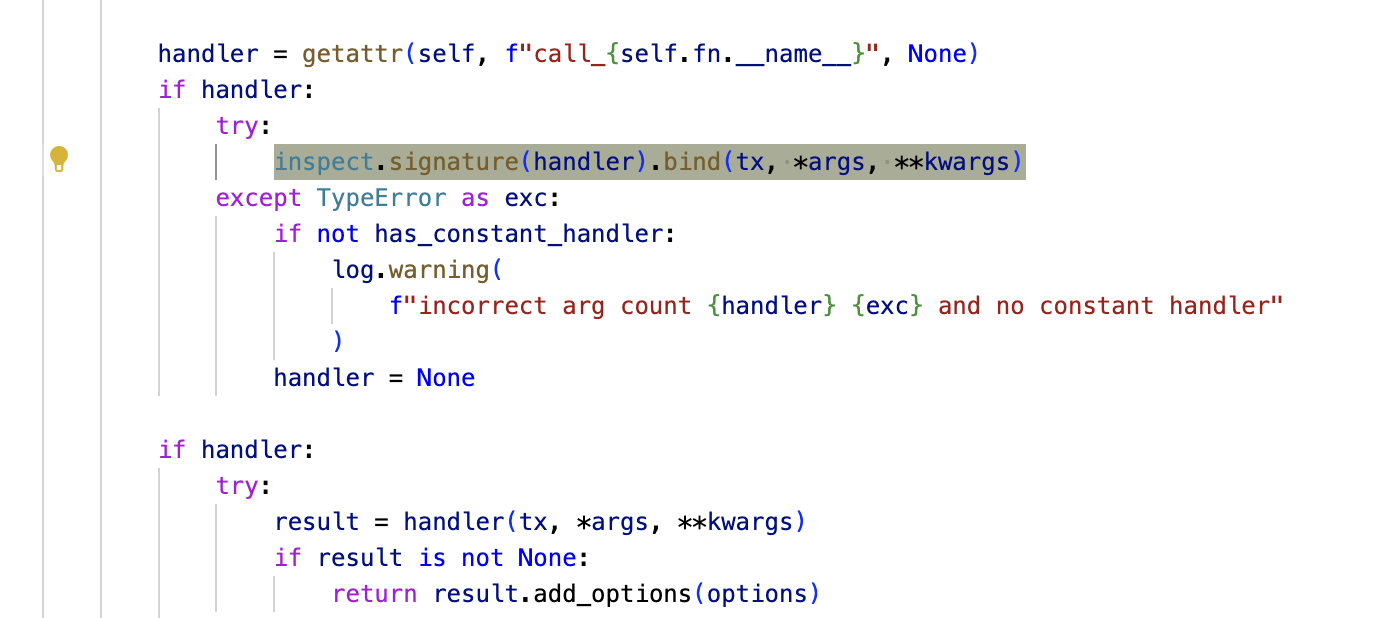 handler = getattr(self, f"call_{self.fn.__name__}", None)
if handler:
try:
inspect.signature(handler).bind(tx, *args, **kwargs)
except TypeError as exc:
if not has_constant_handler:
log.warning(
f"incorrect arg count {handler} {exc} and no constant handler"
)
handler = None
if handler:
try:
result = handler(tx, *args, **kwargs)
if result is not None:
return result.add_options(options)